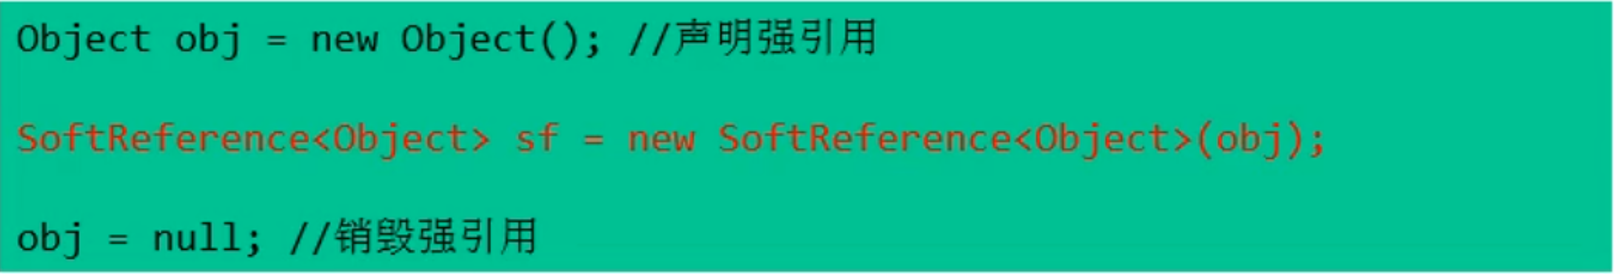 Object obj = new Object(); //声明强引用
SoftReference<Object> sf = new SoftReference<Object>(obj);
obj = null; //销毁强引用